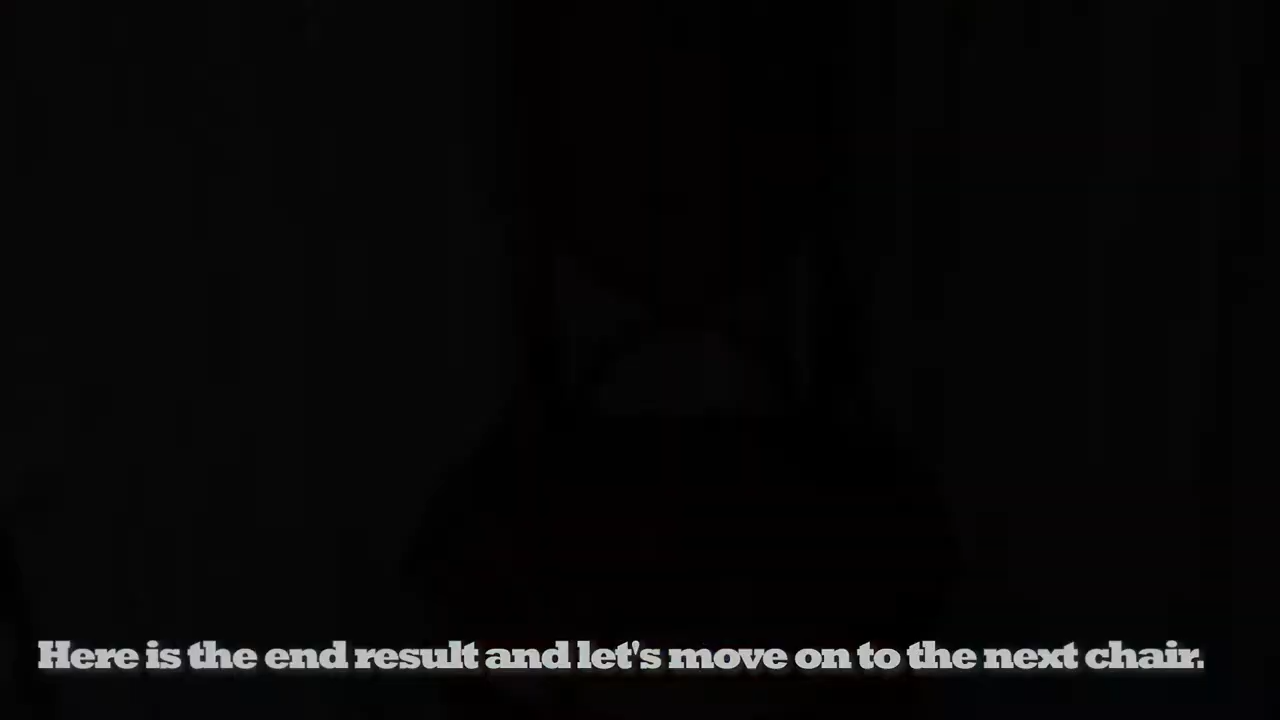 Here is the end result and let's move on to the next chair.